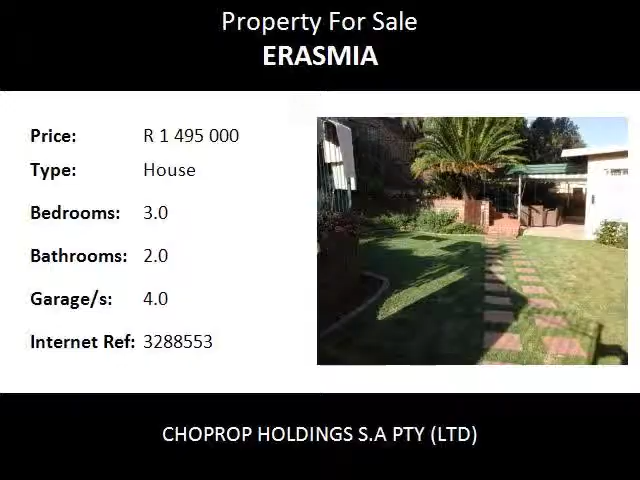 Property For Sale
ERASMIA
Price: R 1 495 000
Type: House
Bedrooms: 3.0
Bathrooms: 2.0
Garage/s: 4.0
Internet Ref: 3288553
CHOPROP HOLDINGS S.A PTY (LTD)